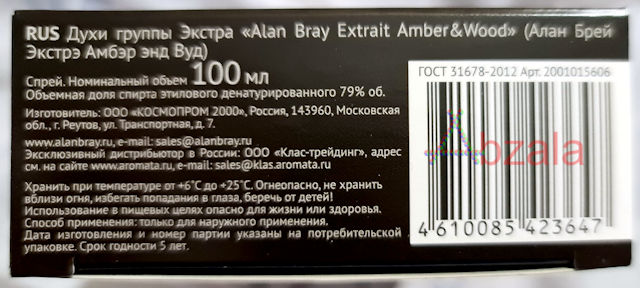 RUS Духи группы Экстра «Alan Bray Extrait Amber&Wood» (Алан Брей
Экстрэ Амбэр энд Вуд)
Спрей. Номинальный объем 100 мл
Объемная доля спирта этилового денатурированного 79% об.
Изготовитель: ООО «КОСМОПРОМ 2000», Россия, 143960, Московская
обл., г. Реутов, ул. Транспортная, д. 7.
www.alanbray.ru, e-mail: sales@alanbray.ru
Эксклюзивный дистрибьютор в России: ООО «Клас-трейдинг», адрес
см. на сайте www.aromata.ru, e-mail: sales@klas.aromata.ru
Хранить при температуре от +6°С до +25°С. Огнеопасно, не хранить
вблизи огня, избегать попадания в глаза, беречь от детей!
Использование в пищевых целях опасно для жизни или здоровья.
Способ применения: только для наружного применения.
Дата изготовления и номер партии указаны на потребительской
упаковке. Срок годности 5 лет.
ГОСТ 31678-2012 Арт. 2001015606
Abzala
4 610085 423647